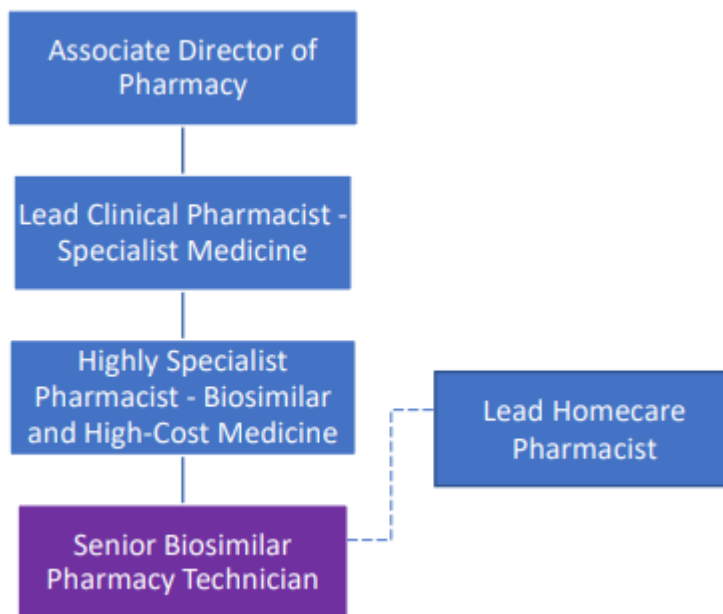 Associate Director of
Pharmacy
Lead Clinical Pharmacist -
Specialist Medicine
Highly Specialist
Pharmacist - Biosimilar
and High-Cost Medicine
Lead Homecare
Pharmacist
Senior Biosimilar
Pharmacy Technician